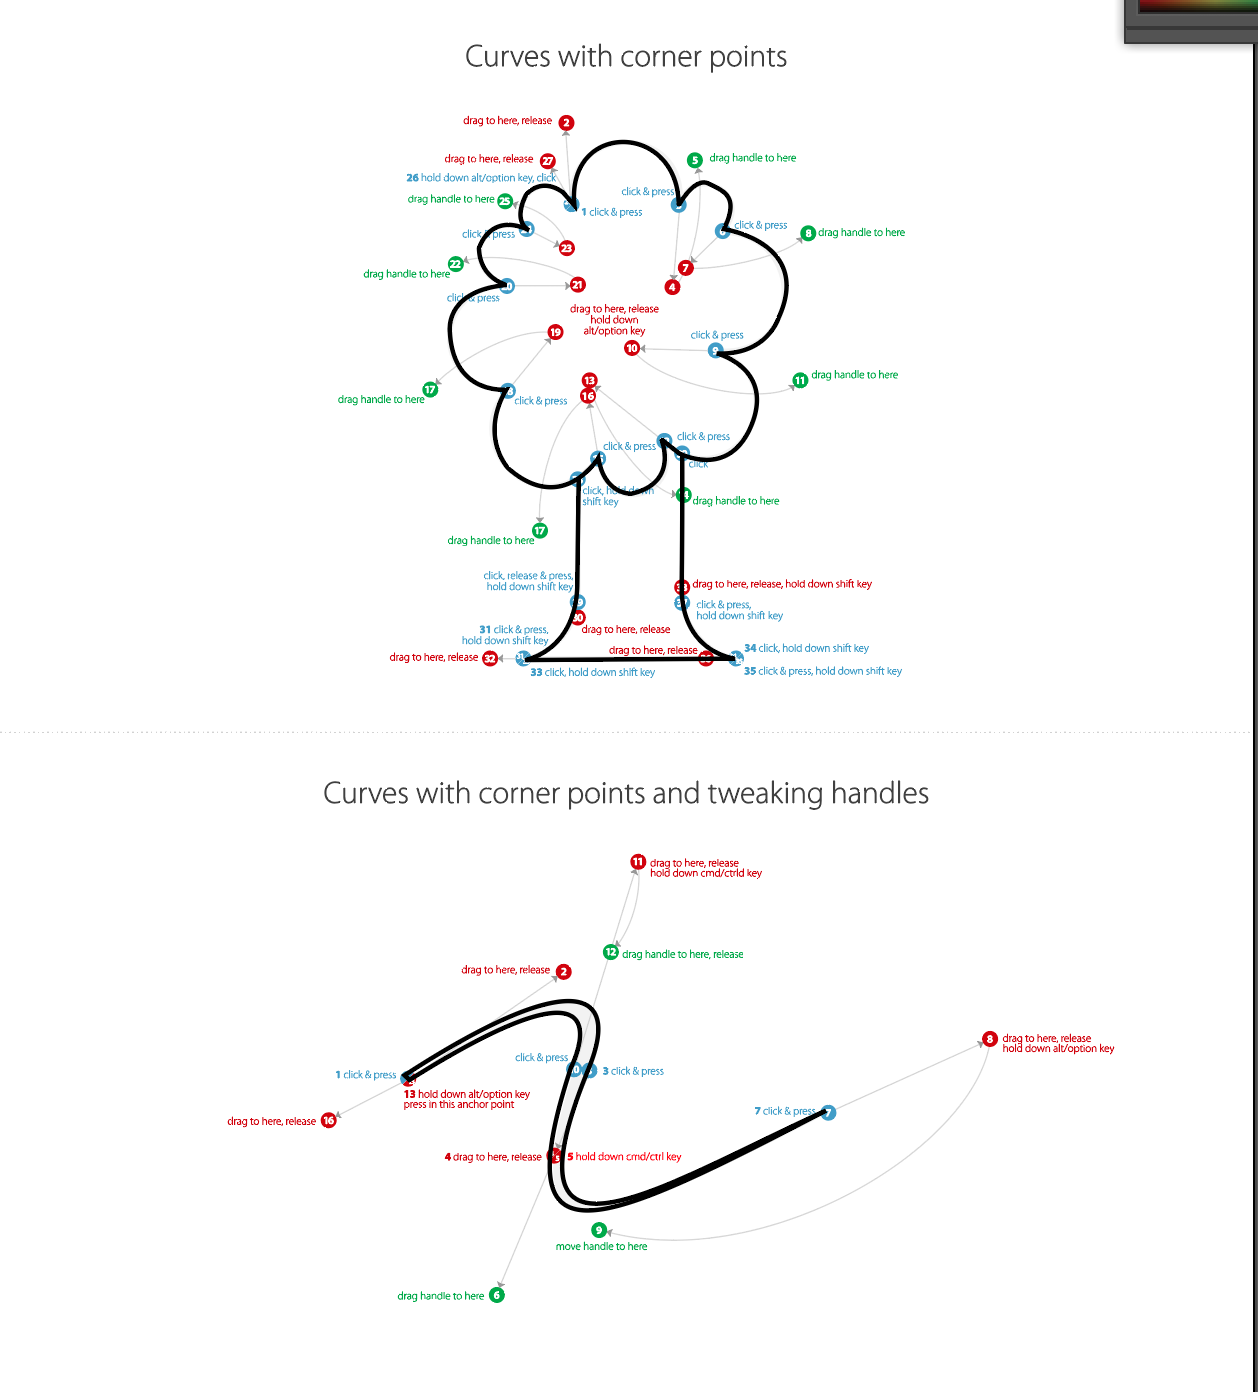 Curves with corner points
drag to here, release 2
drag to here, release 27
5 drag handle to here
26 hold down alt/option key, click
click & press
drag handle to here 25
1 click & press
click & press
click & press
8 drag handle to here
23
22
drag handle to here
7
21
4
click & press
drag to here, release
hold down
alt/option key
19
click & press
10
9
13
16
11 drag handle to here
17
drag handle to here
click & press
click & press
click & press
click
click, hold down
shift key
drag handle to here
17
drag handle to here
click, release & press,
hold down shift key
drag to here, release, hold down shift key
click & press,
hold down shift key
30
drag to here, release
31 click & press,
hold down shift key
drag to here, release 32
drag to here, release
34 click, hold down shift key
33 click, hold down shift key
35 click & press, hold down shift key
Curves with corner points and tweaking handles
11 drag to here, release
hold down cmd/ctrld key
12 drag handle to here, release
drag to here, release 2
8 drag to here, release
hold down alt/option key
click & press
1 click & press
3 click & press
13 hold down alt/option key
press in this anchor point
drag to here, release 16
7 click & press 7
4 drag to here, release
5 hold down cmd/ctrl key
9
move handle to here
drag handle to here 6